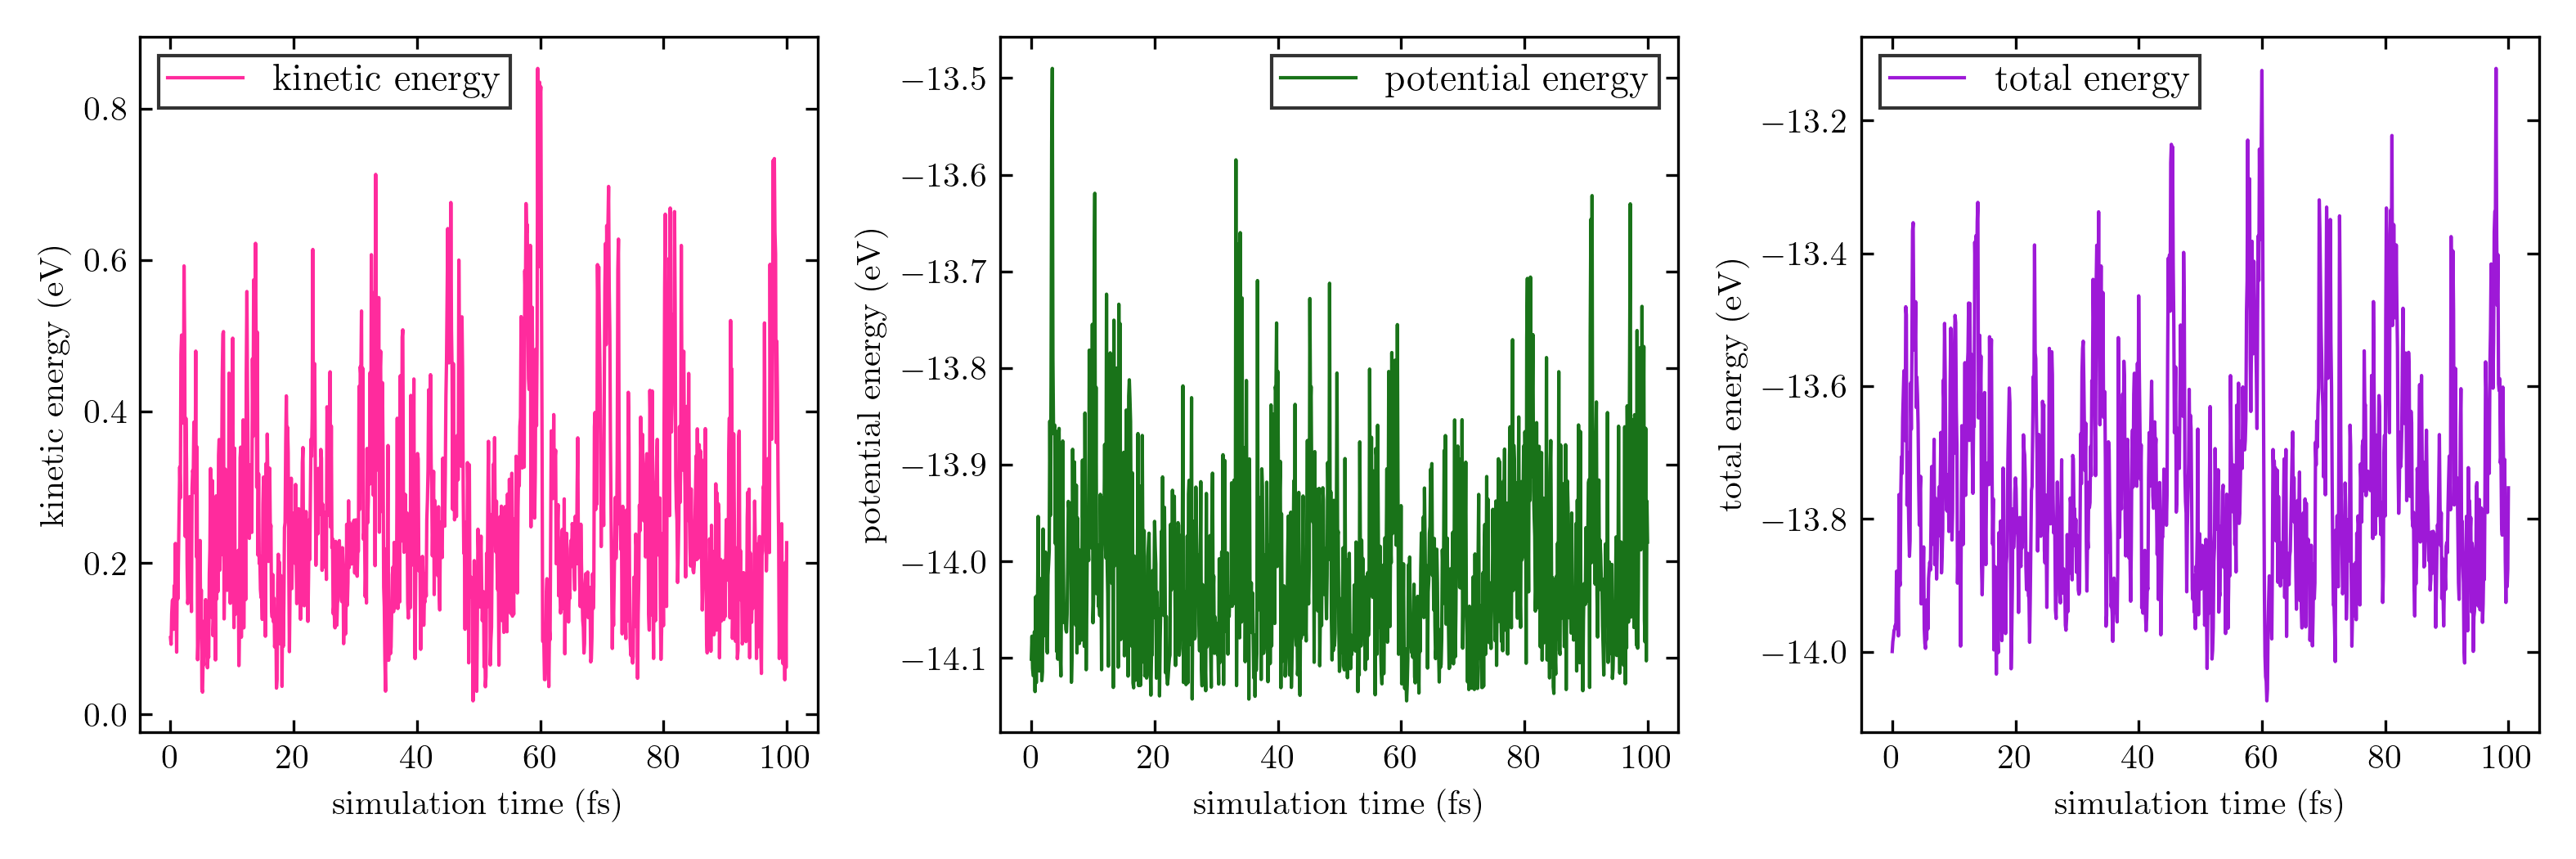 kinetic energy
0.8
0.6
0.4
0.2
0.0
kinetic energy (eV)
0 20 40 60 80 100
simulation time (fs)
potential energy
−13.5
−13.6
−13.7
−13.8
−13.9
−14.0
−14.1
potential energy (eV)
0 20 40 60 80 100
simulation time (fs)
total energy
−13.2
−13.4
−13.6
−13.8
−14.0
total energy (eV)
0 20 40 60 80 100
simulation time (fs)